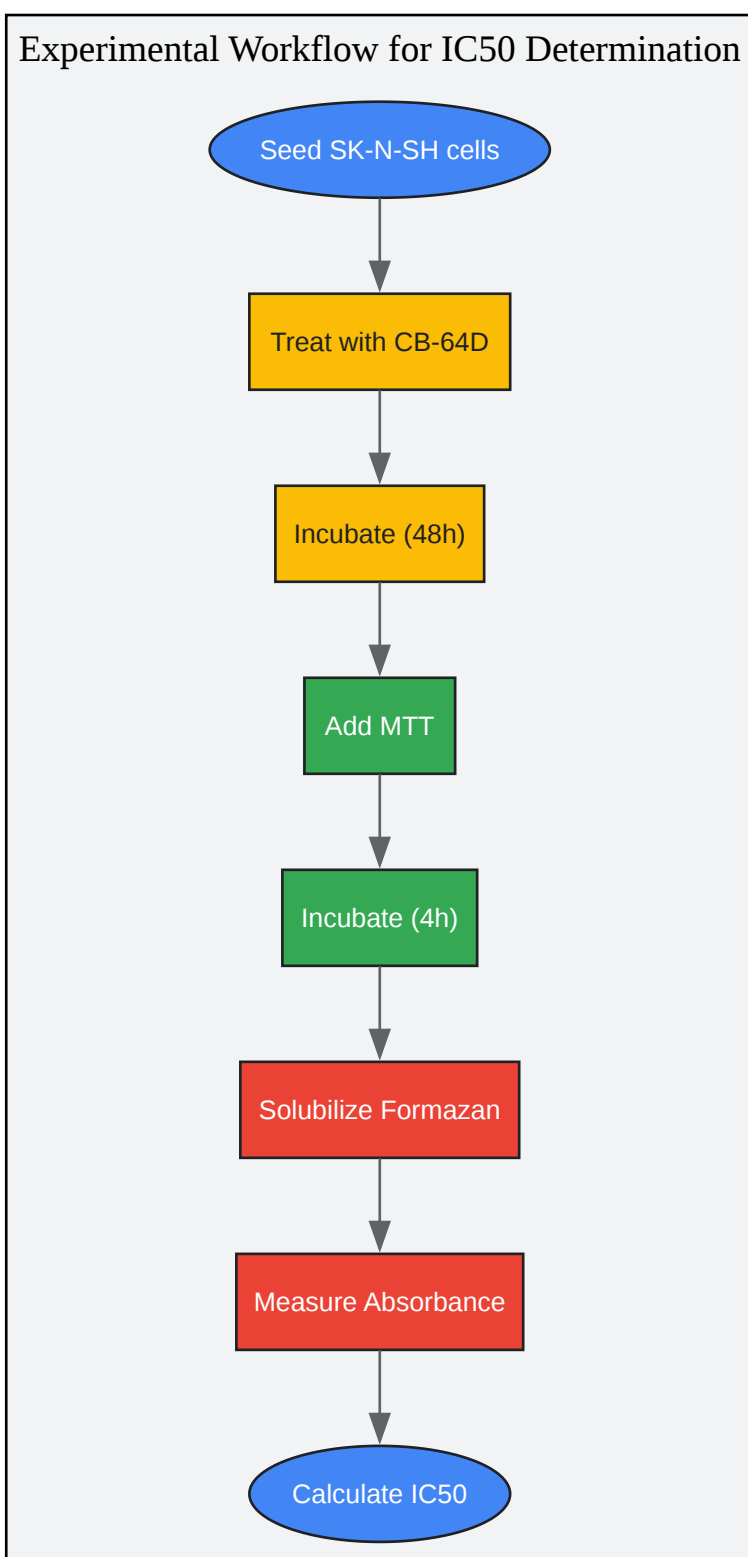 Experimental Workflow for IC50 Determination
Seed SK-N-SH cells
Treat with CB-64D
Incubate (48h)
Add MTT
Incubate (4h)
Solubilize Formazan
Measure Absorbance
Calculate IC50